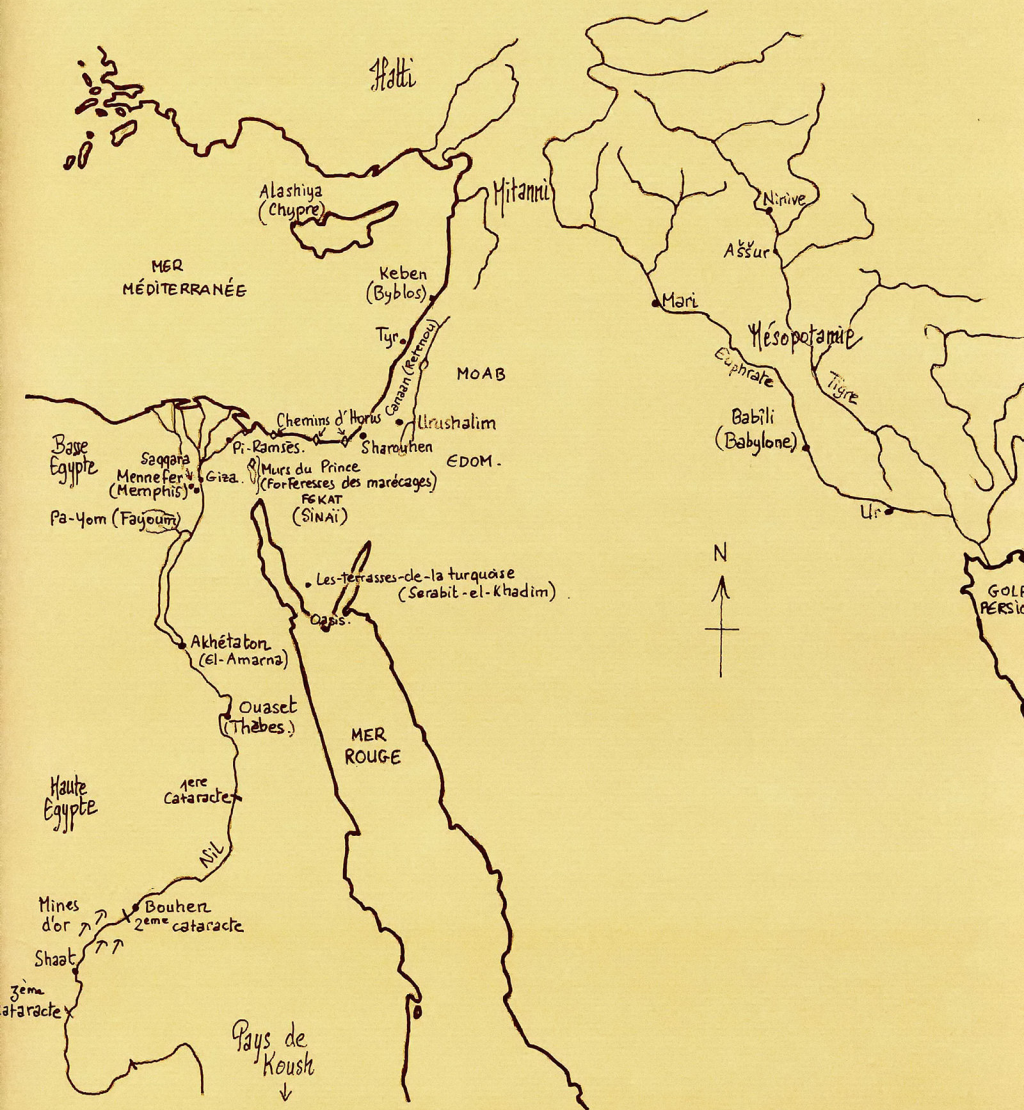 Hatti
Alashiya
(Chypre)
Mitanni
Ninive
Aššur
MER
MÉDITERRANÉE
Keben
(Byblos)
Mari
Tyr
Canaan (Retenou)
MOAB
Mésopotamie
Euphrate
Tigre
Babîli
(Babylone)
Chemins d'Horus
Urushalim
Basse
Egypte
Pi-Ramsès.
Sharouhen
EDOM.
Saqqara
Mennefer
(Memphis)
Giza.
Murs du Prince
(Forteresses des marécages)
FEKAT
(SINAÏ)
Pa-Yom (Fayoum)
Ur
N
GOLF
PERSIQ
Les-terrasses-de-la turquoise
(Serabit-el-Khadim)
Oasis.
Akhétaton
(El-Amarna)
Ouaset
(Thèbes.)
MER
ROUGE
Haute
Egypte
1ere
Cataracte
Nil
Mines
d'or
Bouhen
2eme cataracte
Shaat
3ème
cataracte
Pays de
Koush